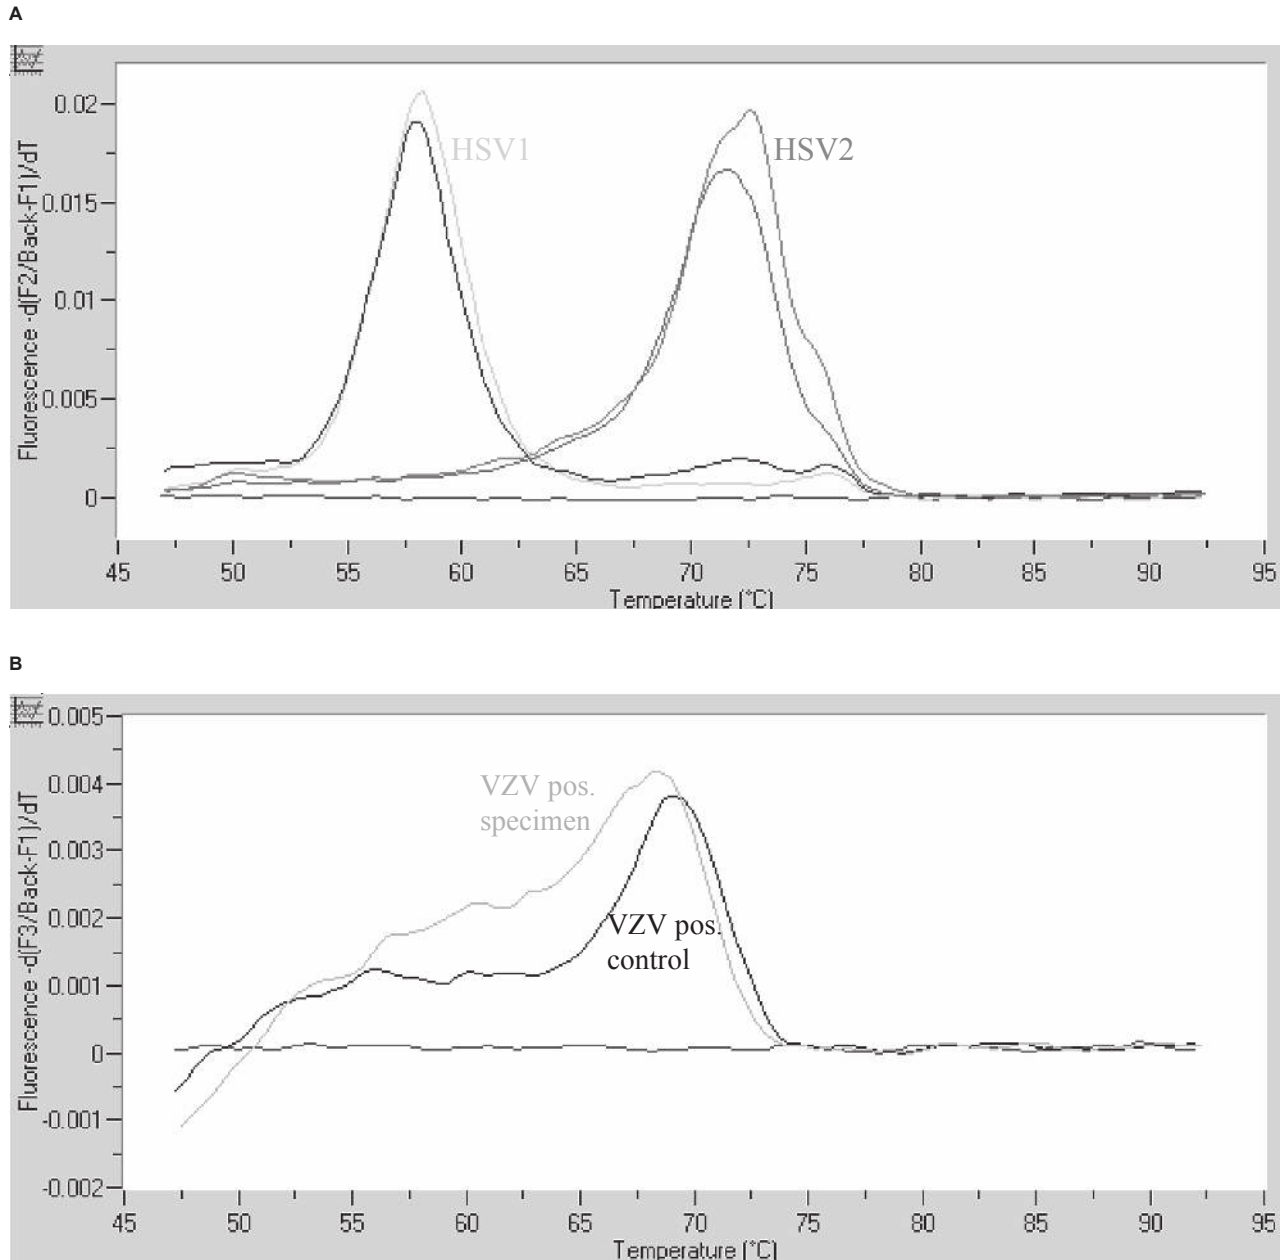 A
Fluorescence -d(F2/Back-F1)/dT
0.02
0.015
0.01
0.005
0
HSV1
HSV2
45 50 55 60 65 70 75 80 85 90 95
Temperature (°C)
B
Fluorescence -d(F3/Back-F1)/dT
0.005
0.004
0.003
0.002
0.001
0
-0.001
-0.002
VZV pos.
specimen
VZV pos.
control
45 50 55 60 65 70 75 80 85 90 95
Temperature (°C)